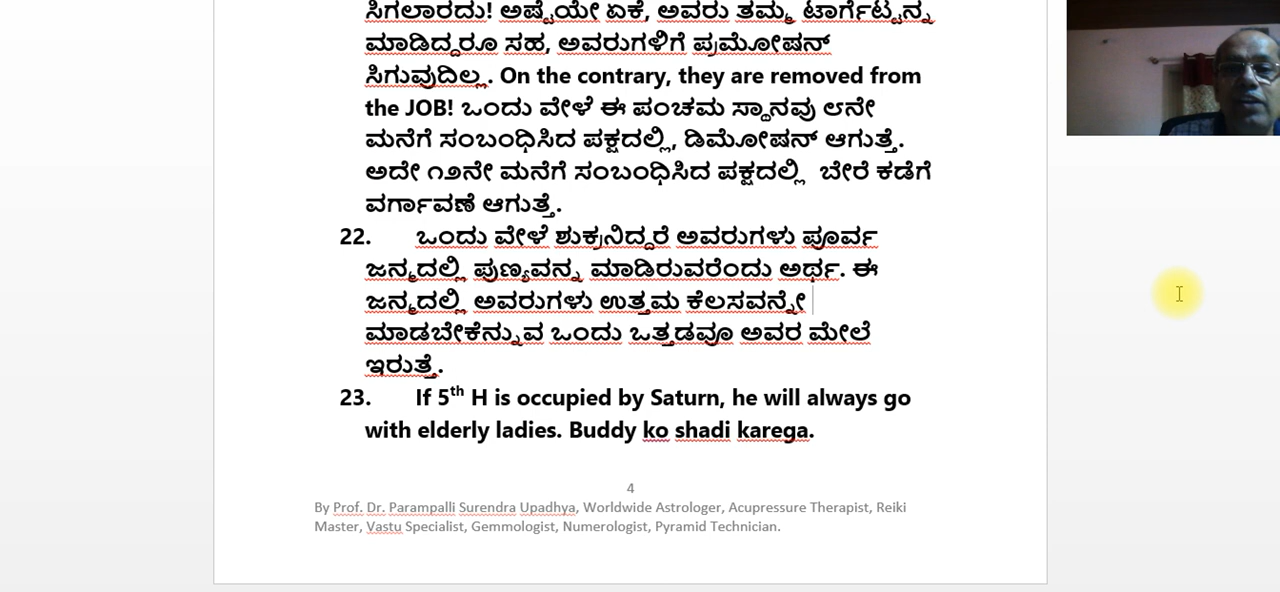 ಸಿಗಲಾರದು! ಅಷ್ಟೆಯೇ ಏಕೆ, ಅವರು ತಮ್ಮ ಟಾರ್ಗೆಟ್ಟನ್ನ
ಮಾಡಿದ್ದರೂ ಸಹ, ಅವರುಗಳಿಗೆ ಪ್ರಮೋಷನ್
ಸಿಗುವುದಿಲ್ಲ. On the contrary, they are removed from
the JOB! ಒಂದು ವೇಳೆ ಈ ಪಂಚಮ ಸ್ಥಾನವು ೮ನೇ
ಮನೆಗೆ ಸಂಬಂಧಿಸಿದ ಪಕ್ಷದಲ್ಲಿ, ಡಿಮೋಷನ್ ಆಗುತ್ತೆ.
ಅದೇ ೧೨ನೇ ಮನೆಗೆ ಸಂಬಂಧಿಸಿದ ಪಕ್ಷದಲ್ಲಿ ಬೇರೆ ಕಡೆಗೆ
ವರ್ಗಾವಣೆ ಆಗುತ್ತೆ.
22. ಒಂದು ವೇಳೆ ಶುಕ್ರನಿದ್ದರೆ ಅವರುಗಳು ಪೂರ್ವ
ಜನ್ಮದಲ್ಲಿ ಪುಣ್ಯವನ್ನ ಮಾಡಿರುವರೆಂದು ಅರ್ಥ. ಈ
ಜನ್ಮದಲ್ಲಿ ಅವರುಗಳು ಉತ್ತಮ ಕೆಲಸವನ್ನೇ
ಮಾಡಬೇಕೆನ್ನುವ ಒಂದು ಒತ್ತಡವೂ ಅವರ ಮೇಲೆ
ಇರುತ್ತೆ.
23. If 5th H is occupied by Saturn, he will always go
with elderly ladies. Buddy ko shadi karega.
4
By Prof. Dr. Parampalli Surendra Upadhya, Worldwide Astrologer, Acupressure Therapist, Reiki
Master, Vastu Specialist, Gemmologist, Numerologist, Pyramid Technician.